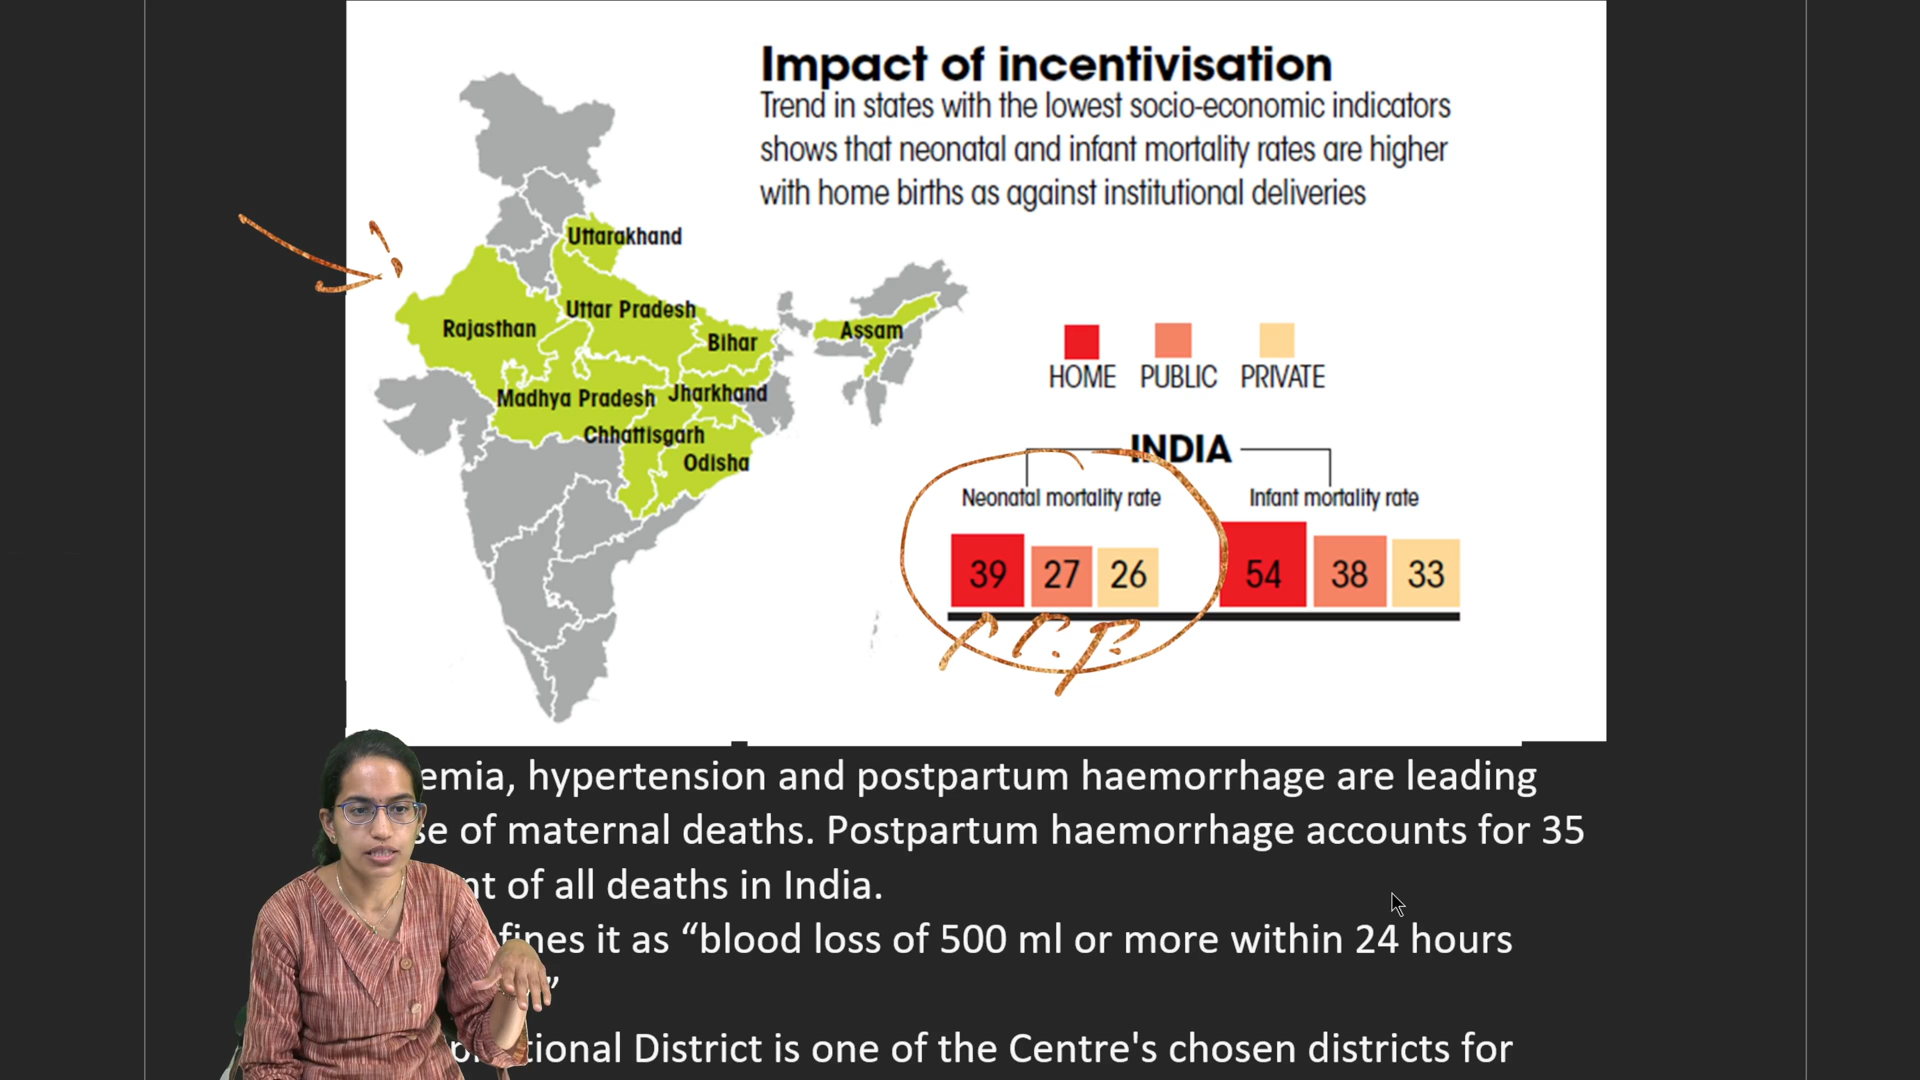 Impact of incentivisation
Trend in states with the lowest socio-economic indicators
shows that neonatal and infant mortality rates are higher
with home births as against institutional deliveries
Uttarakhand
Uttar Pradesh
Rajasthan
Bihar
Assam
Madhya Pradesh
Jharkhand
Chhattisgarh
Odisha
HOME PUBLIC PRIVATE
INDIA
Neonatal mortality rate
Infant mortality rate
39 27 26
54 38 33
emia, hypertension and postpartum haemorrhage are leading
se of maternal deaths. Postpartum haemorrhage accounts for 35
nt of all deaths in India.
fines it as “blood loss of 500 ml or more within 24 hours
”
tional District is one of the Centre's chosen districts for